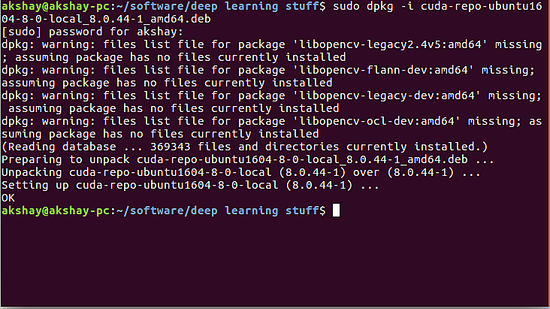 akshay@akshay-pc:~/software/deep learning stuff$ sudo dpkg -i cuda-repo-ubuntu16
04-8-0-local_8.0.44-1_amd64.deb
[sudo] password for akshay:
dpkg: warning: files list file for package 'libopencv-legacy2.4v5:amd64' missing
; assuming package has no files currently installed
dpkg: warning: files list file for package 'libopencv-flann-dev:amd64' missing;
assuming package has no files currently installed
dpkg: warning: files list file for package 'libopencv-legacy-dev:amd64' missing;
 assuming package has no files currently installed
dpkg: warning: files list file for package 'libopencv-ocl-dev:amd64' missing; as
suming package has no files currently installed
(Reading database ... 369343 files and directories currently installed.)
Preparing to unpack cuda-repo-ubuntu1604-8-0-local_8.0.44-1_amd64.deb ...
Unpacking cuda-repo-ubuntu1604-8-0-local (8.0.44-1) over (8.0.44-1) ...
Setting up cuda-repo-ubuntu1604-8-0-local (8.0.44-1) ...
OK
akshay@akshay-pc:~/software/deep learning stuff$